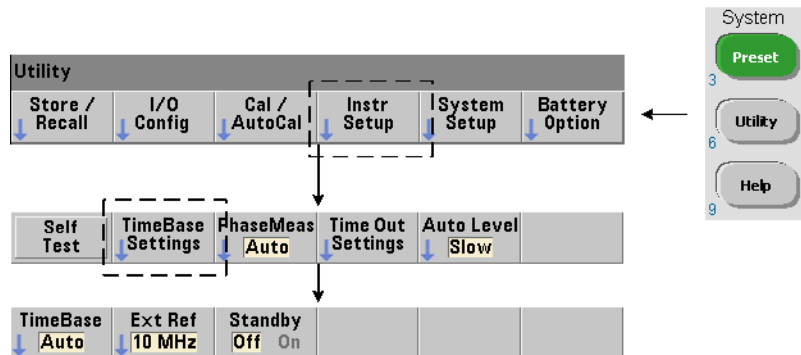 System
Preset
3
Utility
6
Help
9
Utility
Store /
Recall
I/O
Config
Cal /
AutoCal
Instr
Setup
System
Setup
Battery
Option
Self
Test
TimeBase
Settings
PhaseMeas
Auto
Time Out
Settings
Auto Level
Slow
TimeBase
Auto
Ext Ref
10 MHz
Standby
Off On